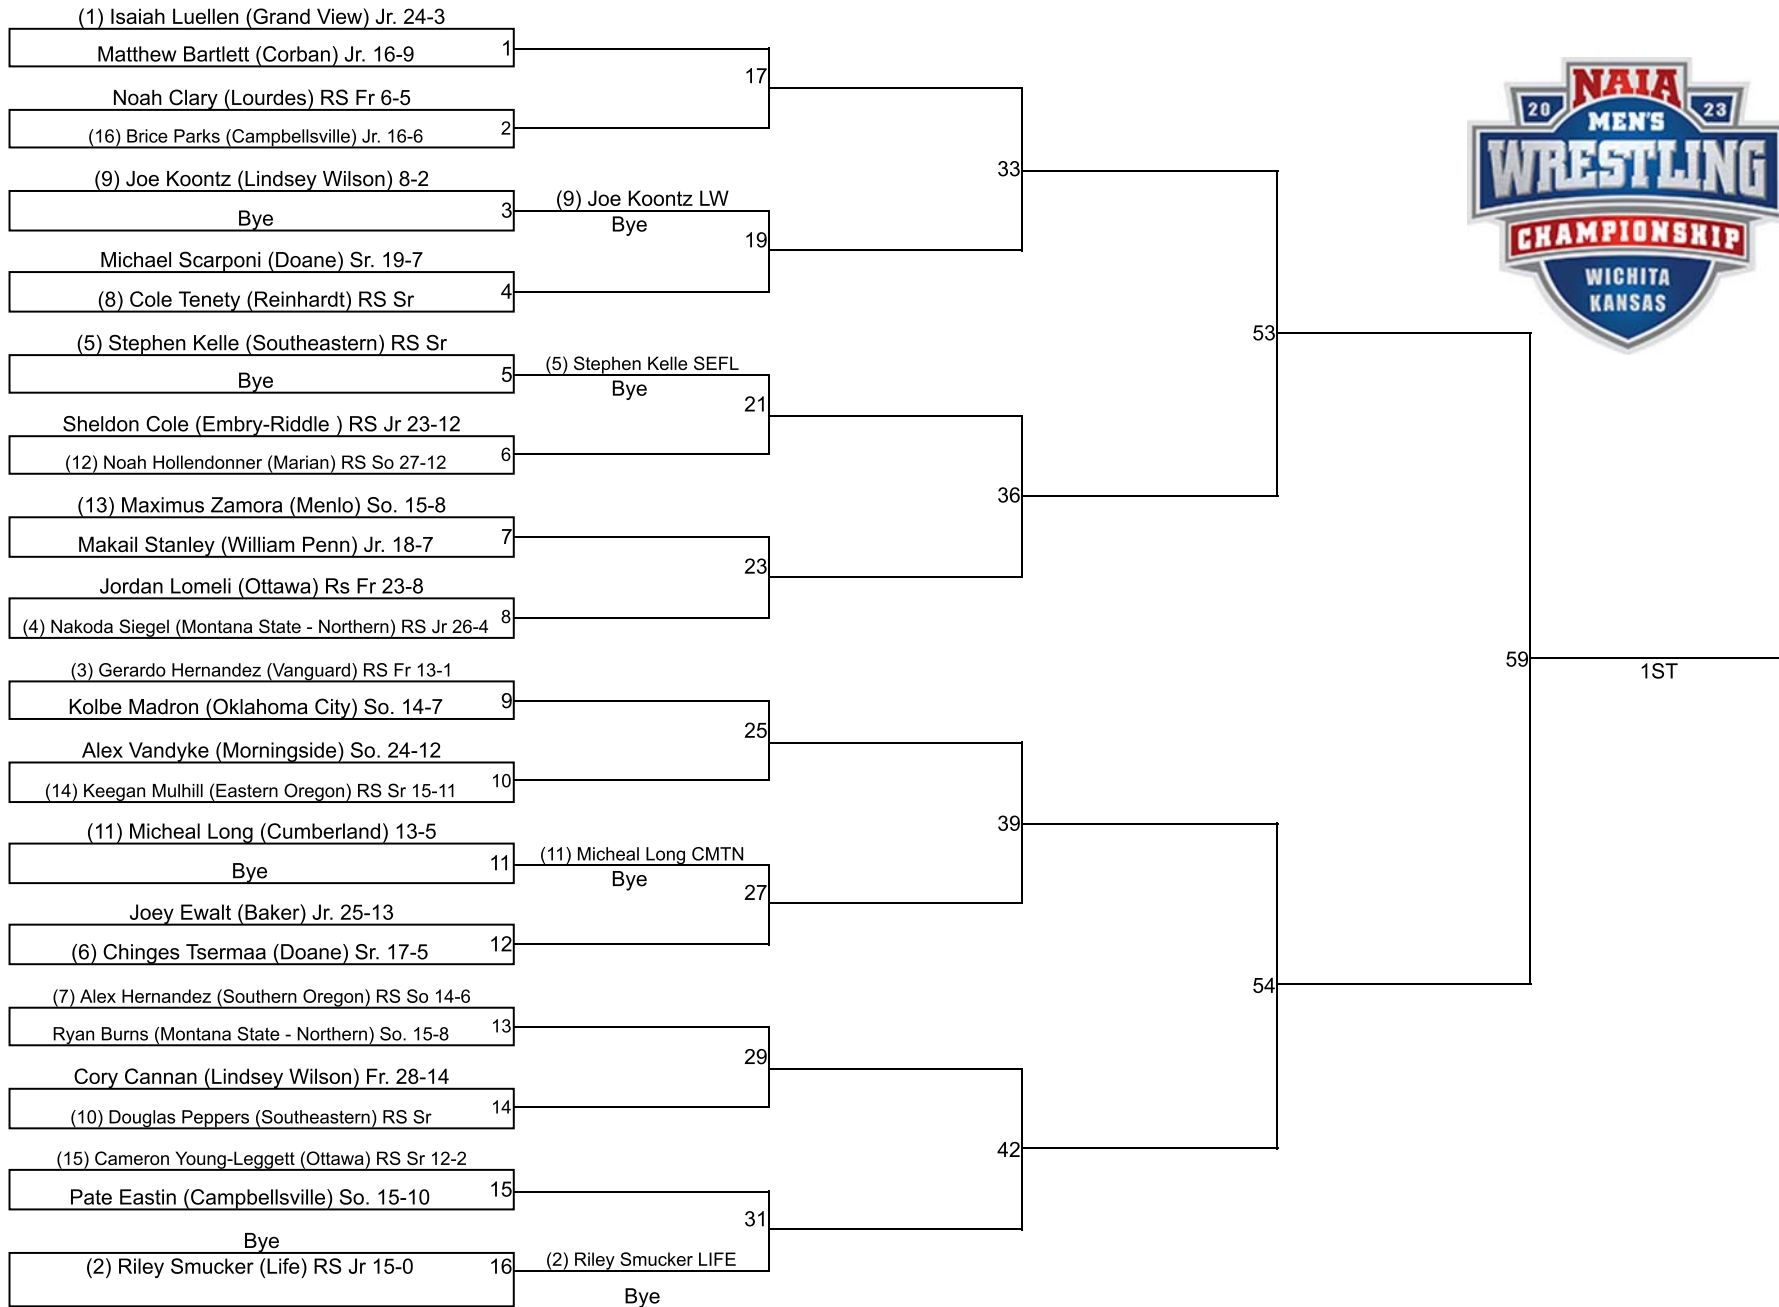 (1) Isaiah Luellen (Grand View) Jr. 24-3
Matthew Bartlett (Corban) Jr. 16-9
1
17
Noah Clary (Lourdes) RS Fr 6-5
(16) Brice Parks (Campbellsville) Jr. 16-6
2
33
(9) Joe Koontz (Lindsey Wilson) 8-2
Bye
3
(9) Joe Koontz LW
Bye
19
Michael Scarponi (Doane) Sr. 19-7
(8) Cole Tenety (Reinhardt) RS Sr
4
53
(5) Stephen Kelle (Southeastern) RS Sr
Bye
5
(5) Stephen Kelle SEFL
Bye
21
Sheldon Cole (Embry-Riddle ) RS Jr 23-12
(12) Noah Hollendonner (Marian) RS So 27-12
6
36
(13) Maximus Zamora (Menlo) So. 15-8
Makail Stanley (William Penn) Jr. 18-7
7
23
Jordan Lomeli (Ottawa) Rs Fr 23-8
(4) Nakoda Siegel (Montana State - Northern) RS Jr 26-4
8
59
1ST
(3) Gerardo Hernandez (Vanguard) RS Fr 13-1
Kolbe Madron (Oklahoma City) So. 14-7
9
25
Alex Vandyke (Morningside) So. 24-12
(14) Keegan Mulhill (Eastern Oregon) RS Sr 15-11
10
39
(11) Micheal Long (Cumberland) 13-5
Bye
11
(11) Micheal Long CMTN
Bye
27
Joey Ewalt (Baker) Jr. 25-13
(6) Chinges Tsermaa (Doane) Sr. 17-5
12
54
(7) Alex Hernandez (Southern Oregon) RS So 14-6
Ryan Burns (Montana State - Northern) So. 15-8
13
29
Cory Cannan (Lindsey Wilson) Fr. 28-14
(10) Douglas Peppers (Southeastern) RS Sr
14
42
(15) Cameron Young-Leggett (Ottawa) RS Sr 12-2
Pate Eastin (Campbellsville) So. 15-10
15
31
Bye
(2) Riley Smucker (Life) RS Jr 15-0
16
(2) Riley Smucker LIFE
Bye
NAIA
20 23
MEN'S
WRESTLING
CHAMPIONSHIP
WICHITA
KANSAS